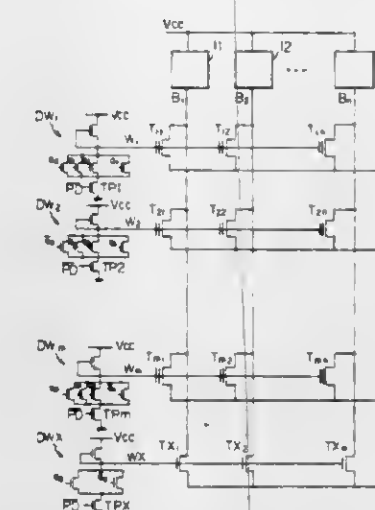 Vcc
I1 I2
...
B1 B2 Bn
DW1 Vcc
W1 T11 T12 T1n
PD TP1
DW2 Vcc
W2 T21 T22 T2n
PD TP2
DWm Vcc
Wm Tm1 Tm2 Tmn
PD TPm
DWX Vcc
WX TX1 TX2 TXn
PD TPX